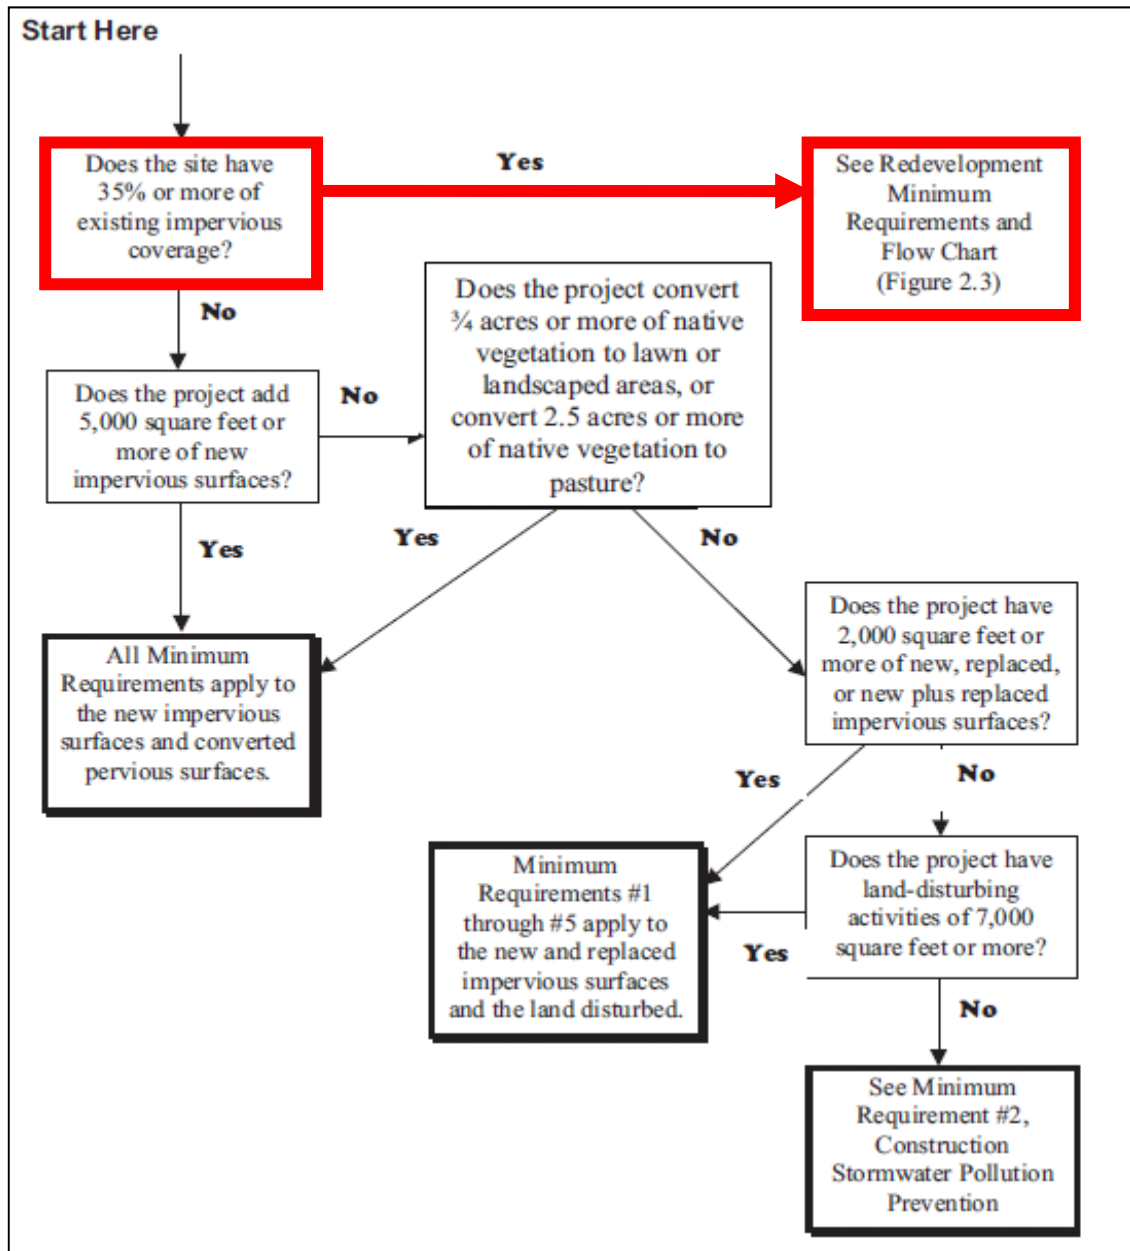 Start Here
Does the site have
35% or more of
existing impervious
coverage?
Yes
See Redevelopment
Minimum
Requirements and
Flow Chart
(Figure 2.3)
No
Does the project add
5,000 square feet or
more of new
impervious surfaces?
No
Does the project convert
¾ acres or more of native
vegetation to lawn or
landscaped areas, or
convert 2.5 acres or more
of native vegetation to
pasture?
Yes
Yes
No
All Minimum
Requirements apply to
the new impervious
surfaces and converted
pervious surfaces.
Does the project have
2,000 square feet or
more of new, replaced,
or new plus replaced
impervious surfaces?
Yes
No
Minimum
Requirements #1
through #5 apply to
the new and replaced
impervious surfaces
and the land disturbed.
Does the project have
land-disturbing
activities of 7,000
square feet or more?
Yes
No
See Minimum
Requirement #2,
Construction
Stormwater Pollution
Prevention